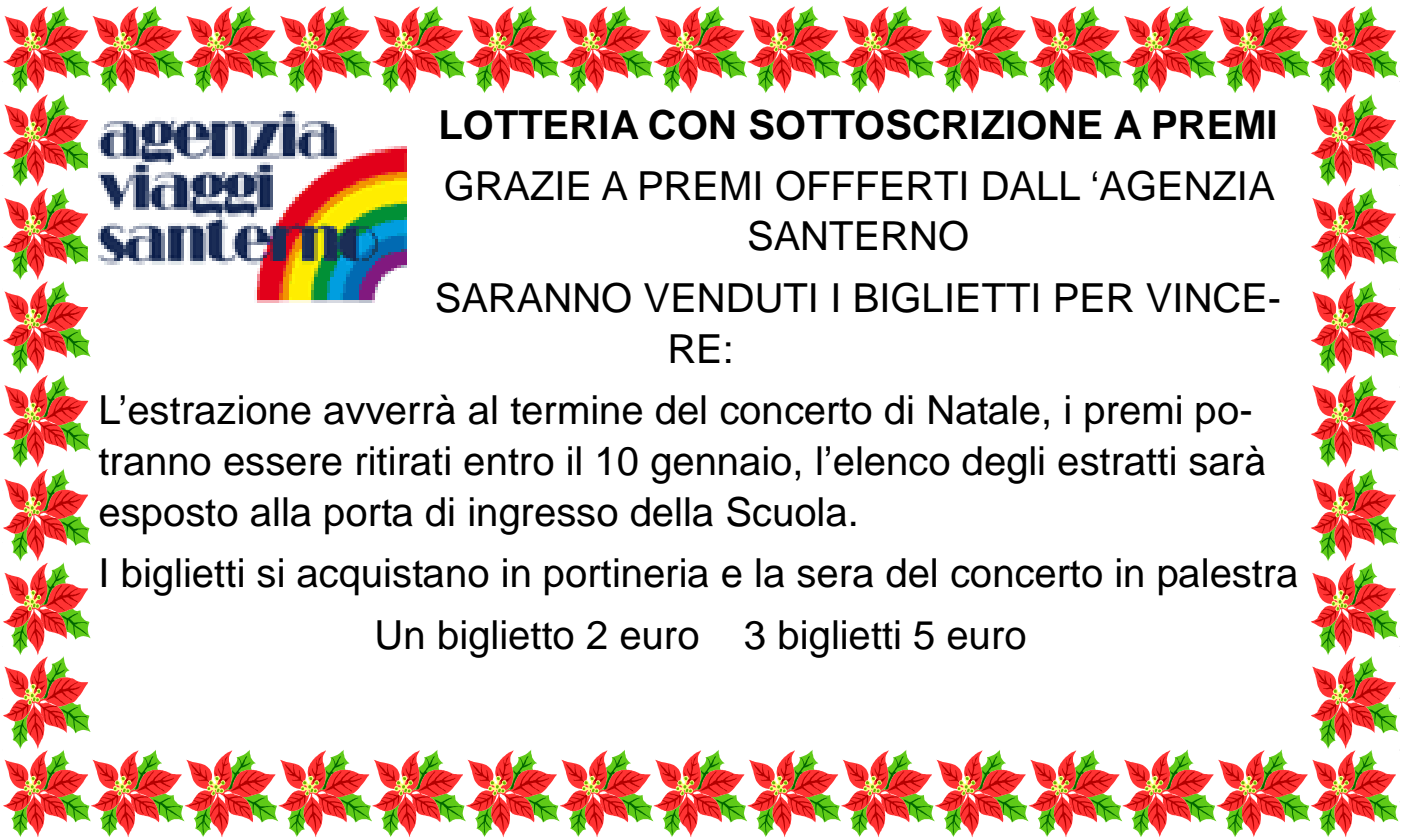 agenzia
viaggi
santerno
LOTTERIA CON SOTTOSCRIZIONE A PREMI
GRAZIE A PREMI OFFFERTI DALL ‘AGENZIA
SANTERNO
SARANNO VENDUTI I BIGLIETTI PER VINCE-
RE:
L’estrazione avverrà al termine del concerto di Natale, i premi po-
tranno essere ritirati entro il 10 gennaio, l’elenco degli estratti sarà
esposto alla porta di ingresso della Scuola.
I biglietti si acquistano in portineria e la sera del concerto in palestra
Un biglietto 2 euro    3 biglietti 5 euro